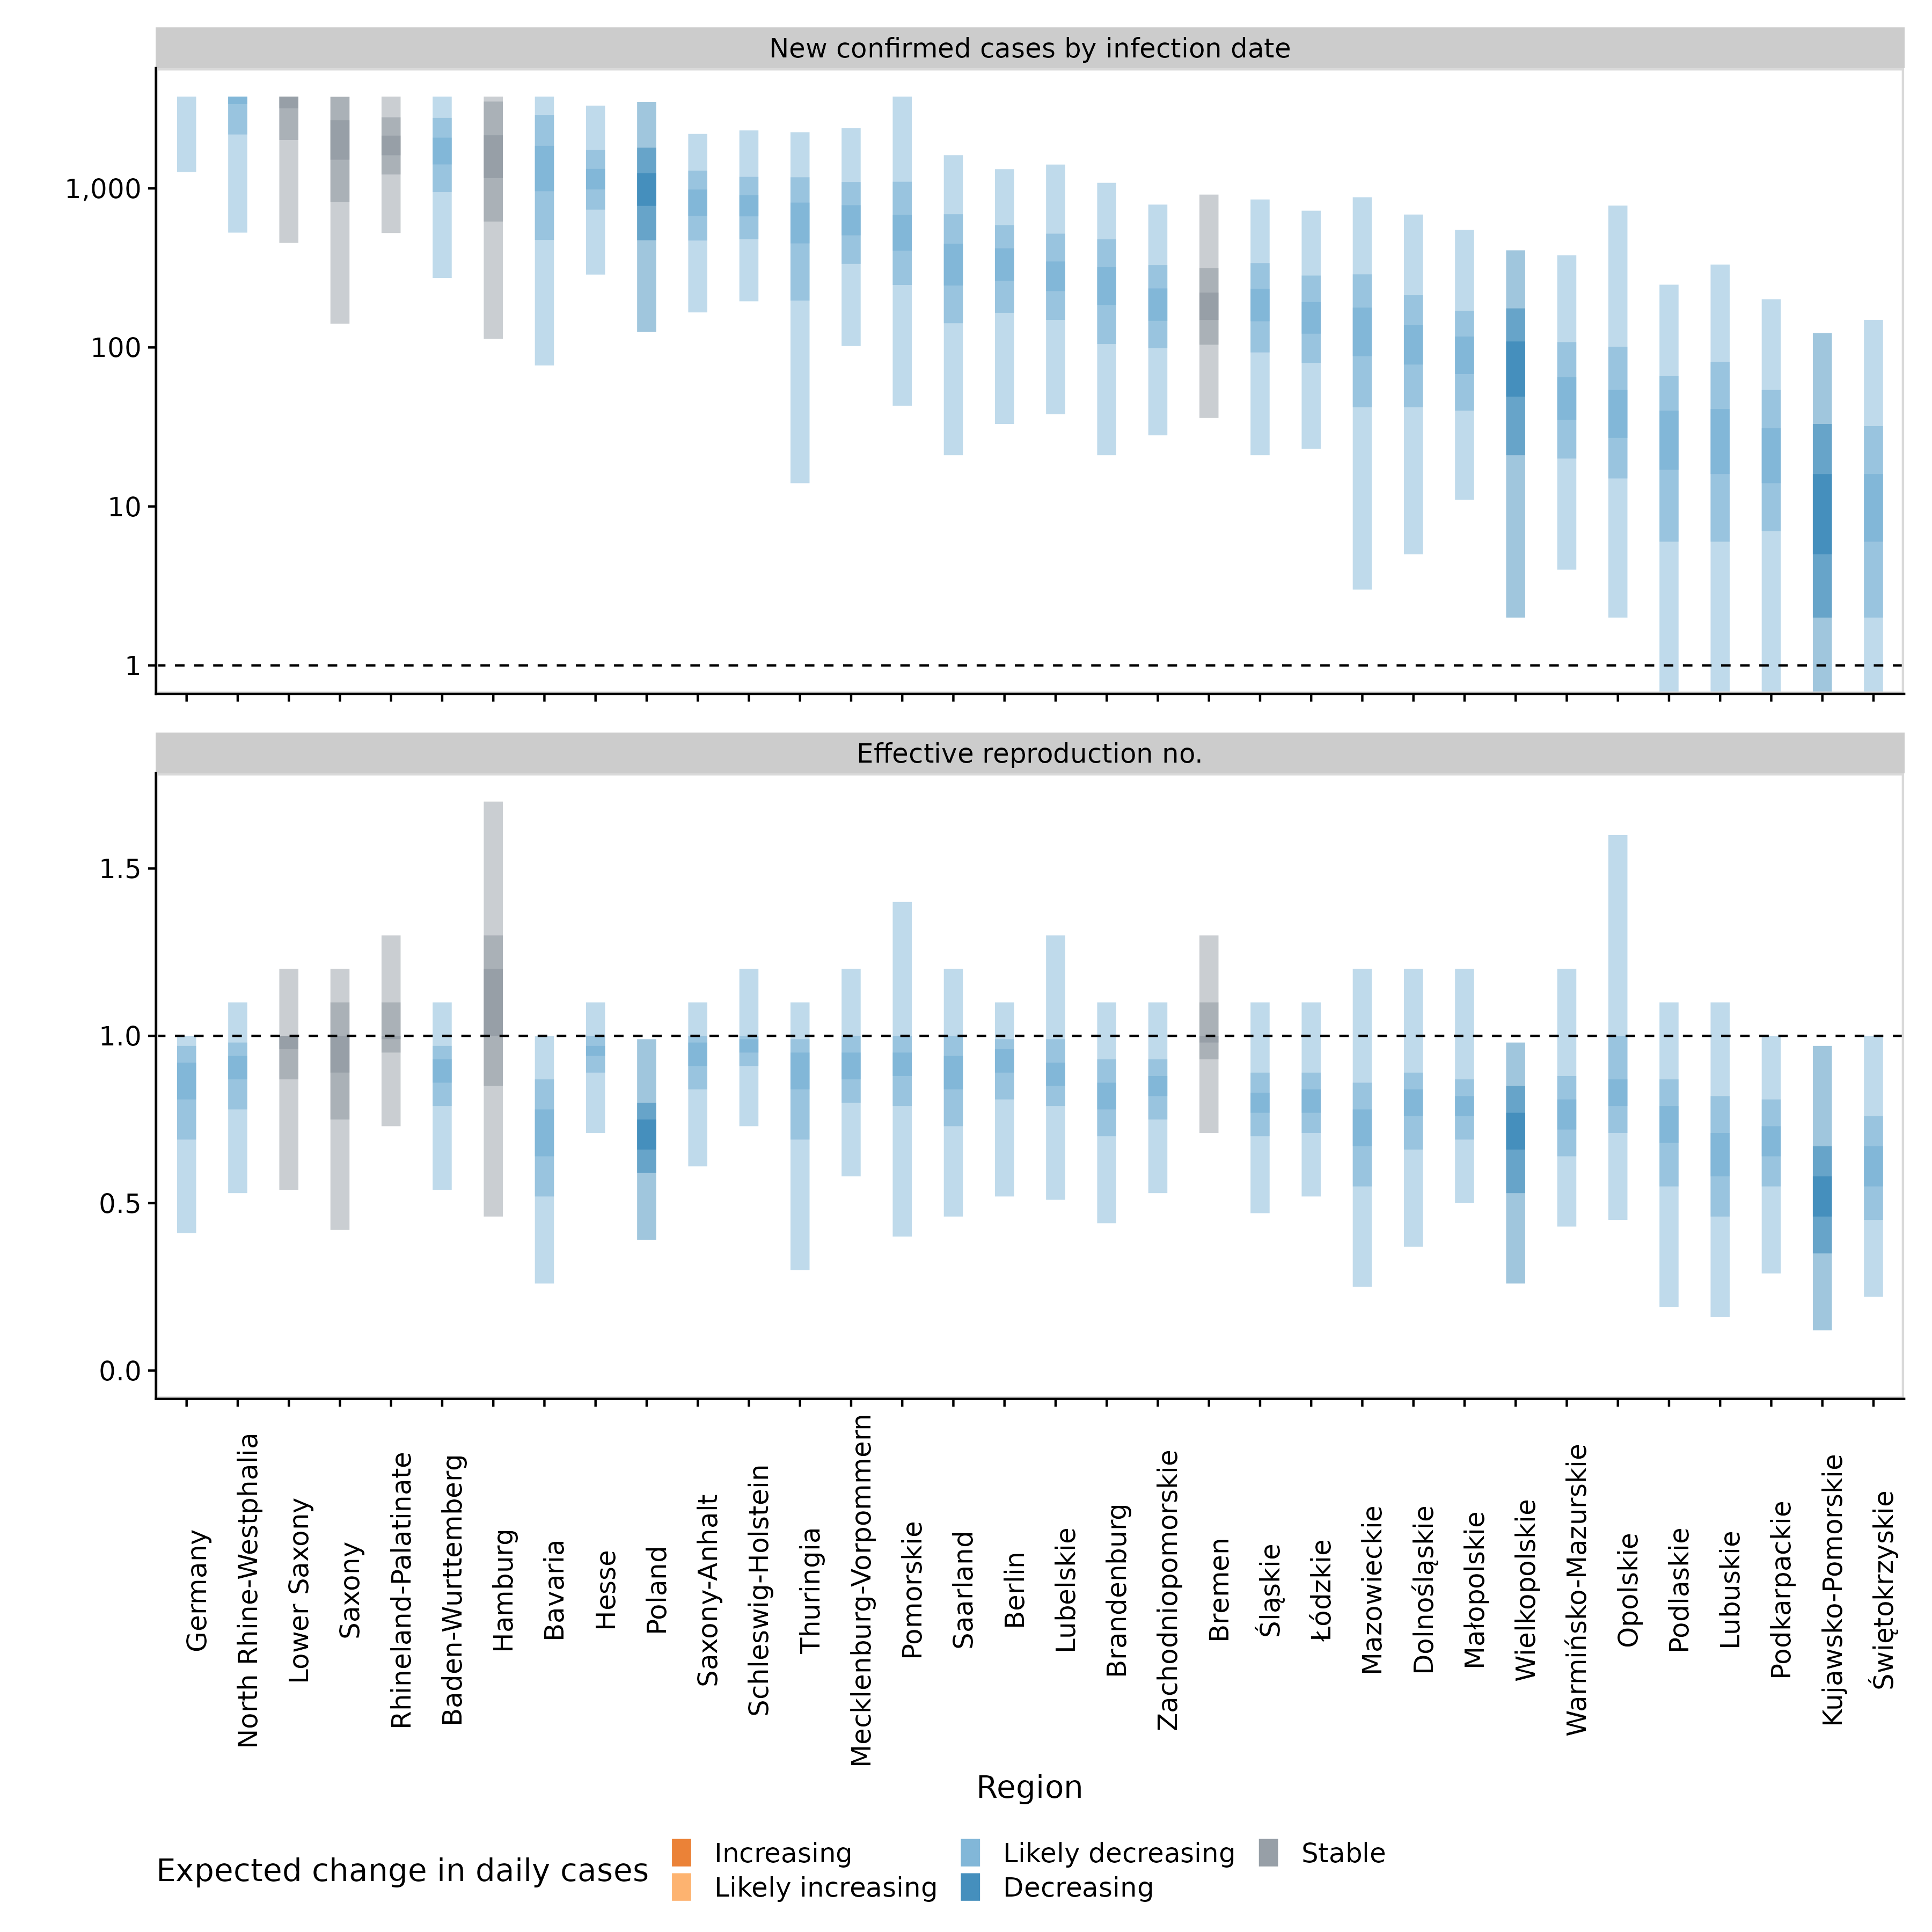 New confirmed cases by infection date
1,000
100
10
1
Effective reproduction no.
1.5
1.0
0.5
0.0
Germany
North Rhine-Westphalia
Lower Saxony
Saxony
Rhineland-Palatinate
Baden-Wurttemberg
Hamburg
Bavaria
Hesse
Poland
Saxony-Anhalt
Schleswig-Holstein
Thuringia
Mecklenburg-Vorpommern
Pomorskie
Saarland
Berlin
Lubelskie
Brandenburg
Zachodniopomorskie
Bremen
Śląskie
Łódzkie
Mazowieckie
Dolnośląskie
Małopolskie
Wielkopolskie
Warmińsko-Mazurskie
Opolskie
Podlaskie
Lubuskie
Podkarpackie
Kujawsko-Pomorskie
Świętokrzyskie
Region
Expected change in daily cases
Increasing
Likely increasing
Likely decreasing
Decreasing
Stable